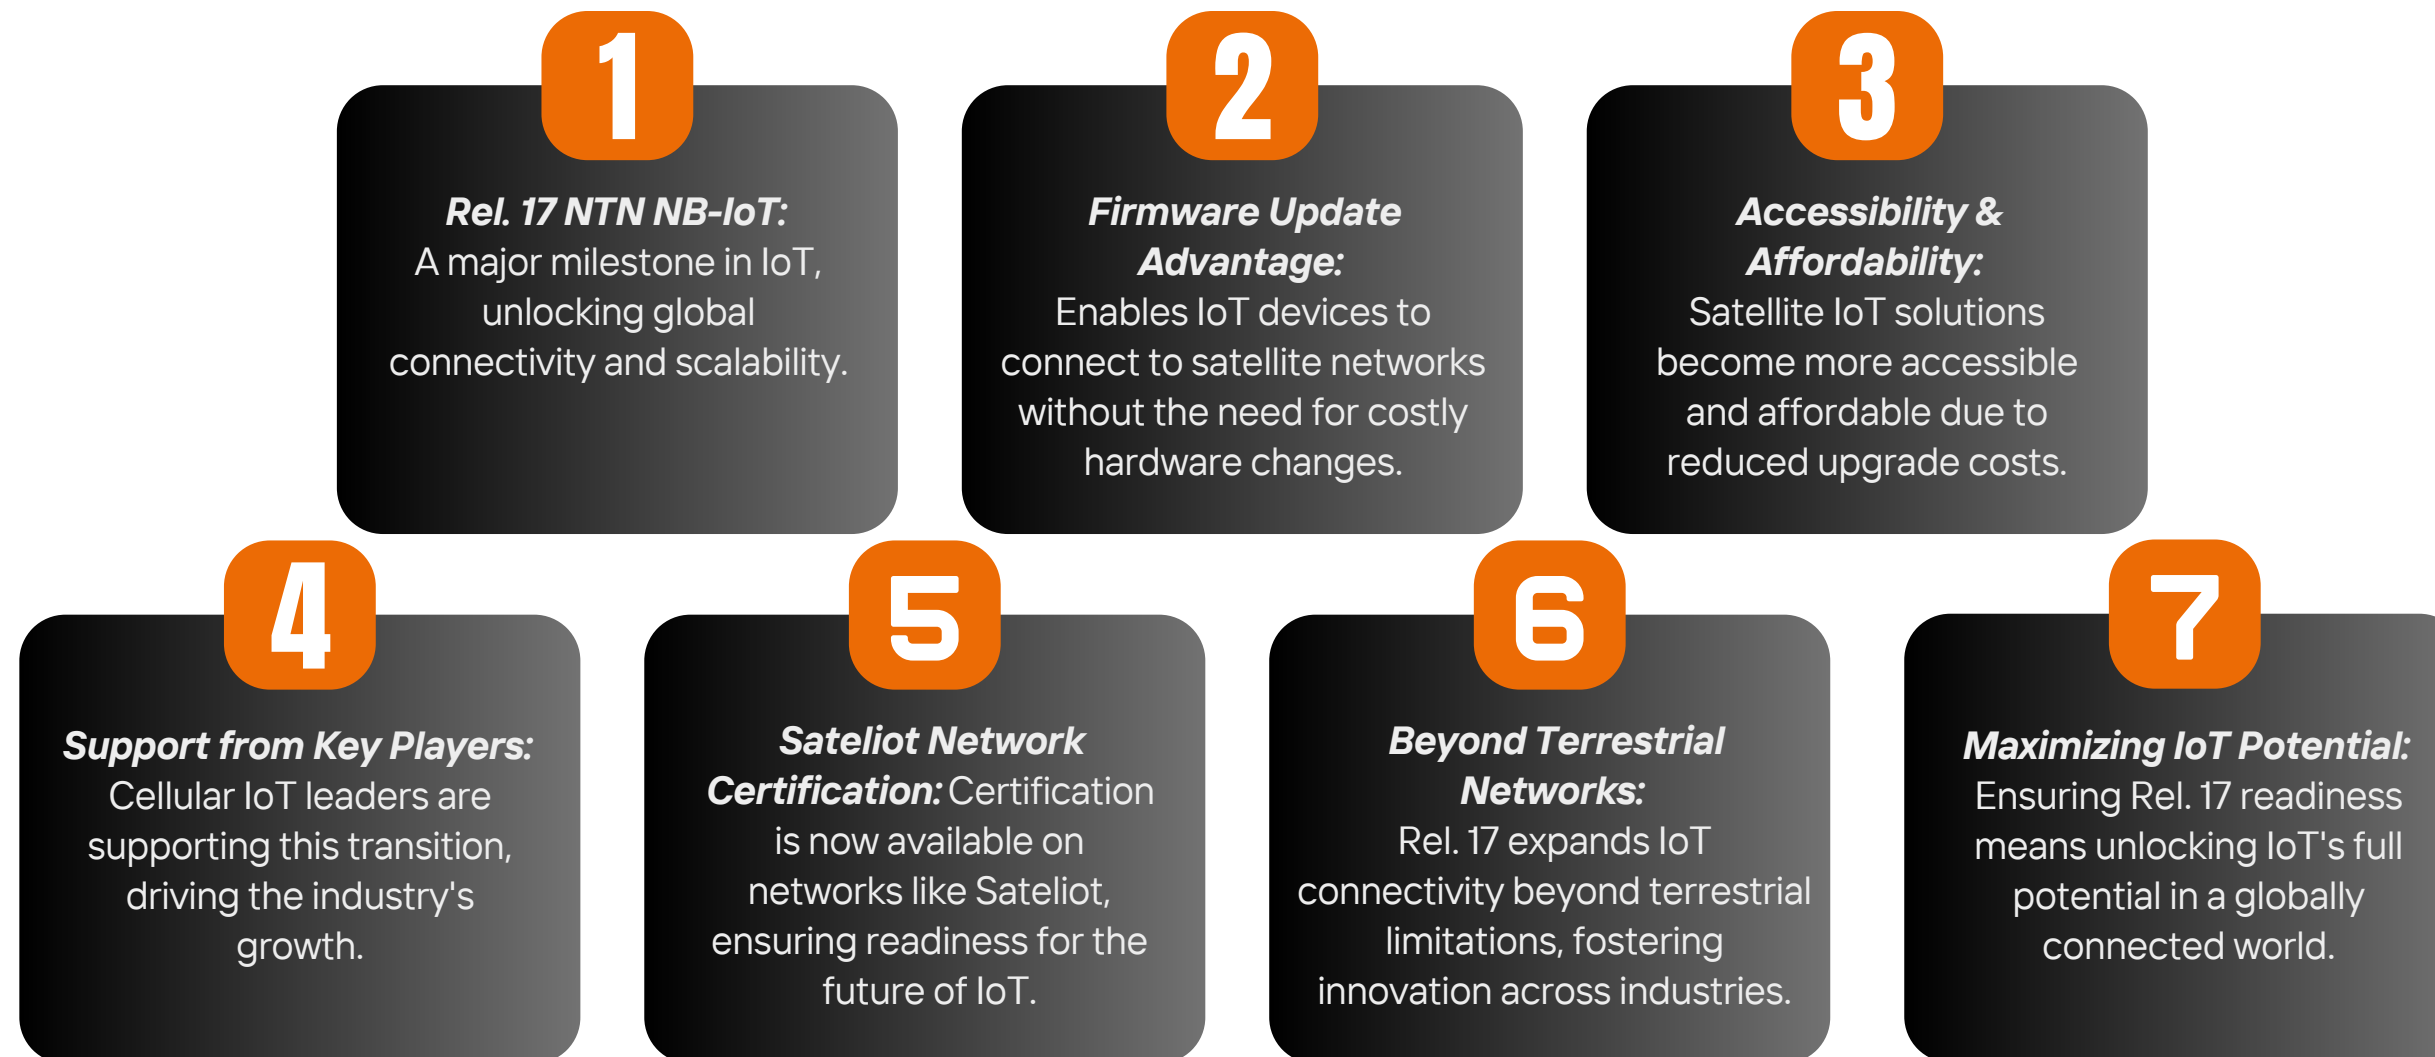 1
Rel. 17 NTN NB-IoT:
A major milestone in IoT,
unlocking global
connectivity and scalability.
2
Firmware Update
Advantage:
Enables IoT devices to
connect to satellite networks
without the need for costly
hardware changes.
3
Accessibility &
Affordability:
Satellite IoT solutions
become more accessible
and affordable due to
reduced upgrade costs.
4
Support from Key Players:
Cellular IoT leaders are
supporting this transition,
driving the industry's
growth.
5
Sateliot Network
Certification: Certification
is now available on
networks like Sateliot,
ensuring readiness for the
future of IoT.
6
Beyond Terrestrial
Networks:
Rel. 17 expands IoT
connectivity beyond terrestrial
limitations, fostering
innovation across industries.
7
Maximizing IoT Potential:
Ensuring Rel. 17 readiness
means unlocking IoT's full
potential in a globally
connected world.